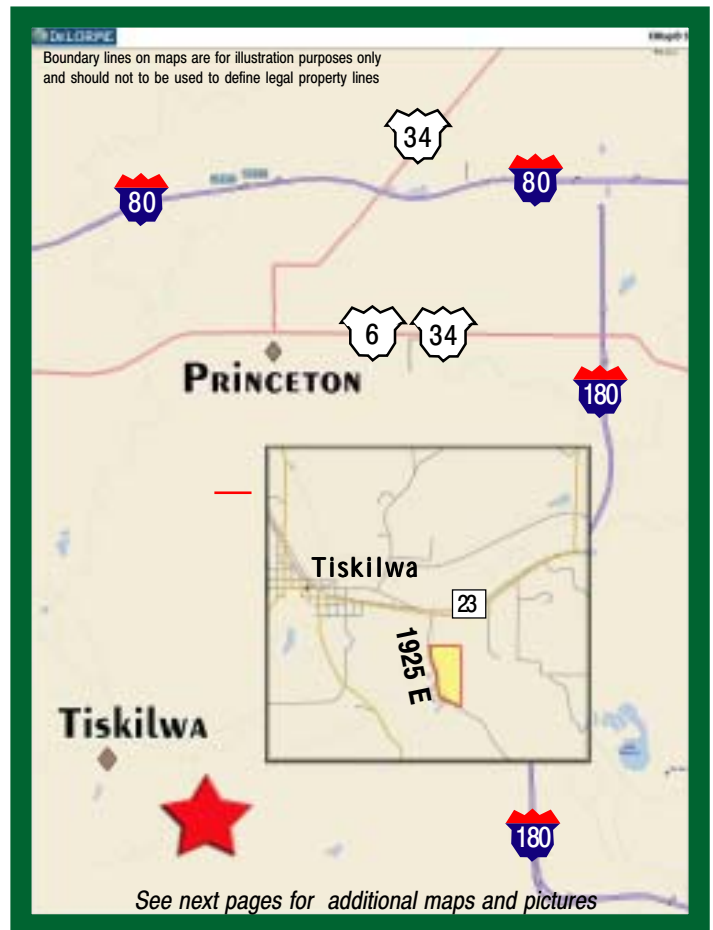 DELORME
Boundary lines on maps are for illustration purposes only
and should not to be used to define legal property lines
34
80
80
6
34
PRINCETON
180
Tiskilwa
23
1925 E
Tiskilwa
180
See next pages for additional maps and pictures